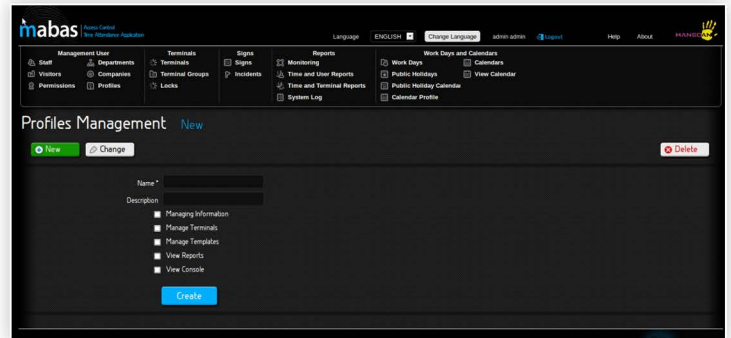 mabas Access Control
Time Attendance Application
Language ENGLISH Change Language admin admin Logout Help About MANGOAN
Management User Terminals Signs Reports Work Days and Calendars
Staff Departments Terminals Signs Monitoring Work Days Calendars
Visitors Companies Terminal Groups Incidents Time and User Reports Public Holidays View Calendar
Permissions Profiles Locks Time and Terminal Reports Public Holiday Calendar
System Log Calendar Profile
Profiles Management New
New Change Delete
Name *
Description
Managing Information
Manage Terminals
Manage Templates
View Reports
View Console
Create